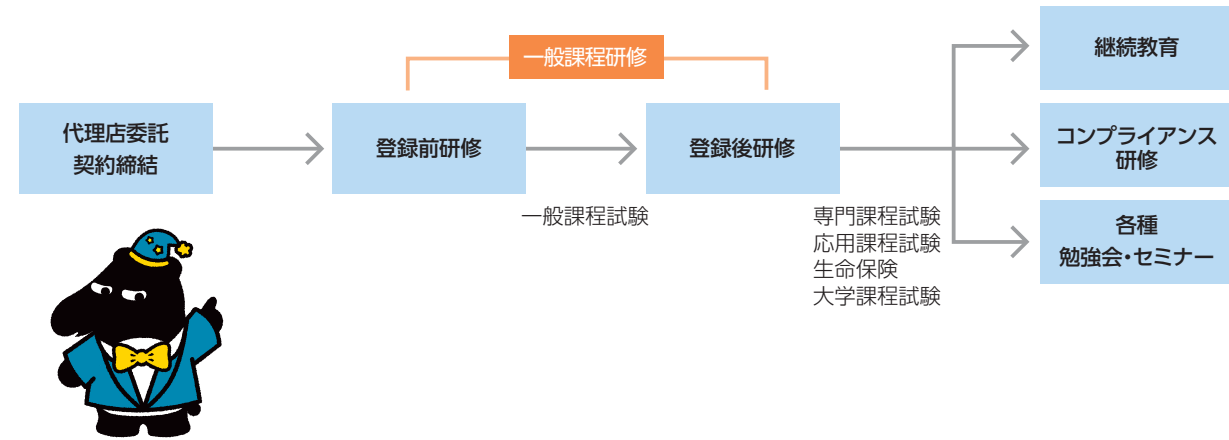 一般課程研修
代理店委託
契約締結
登録前研修
一般課程試験
登録後研修
専門課程試験
応用課程試験
生命保険
大学課程試験
継続教育
コンプライアンス
研修
各種
勉強会・セミナー